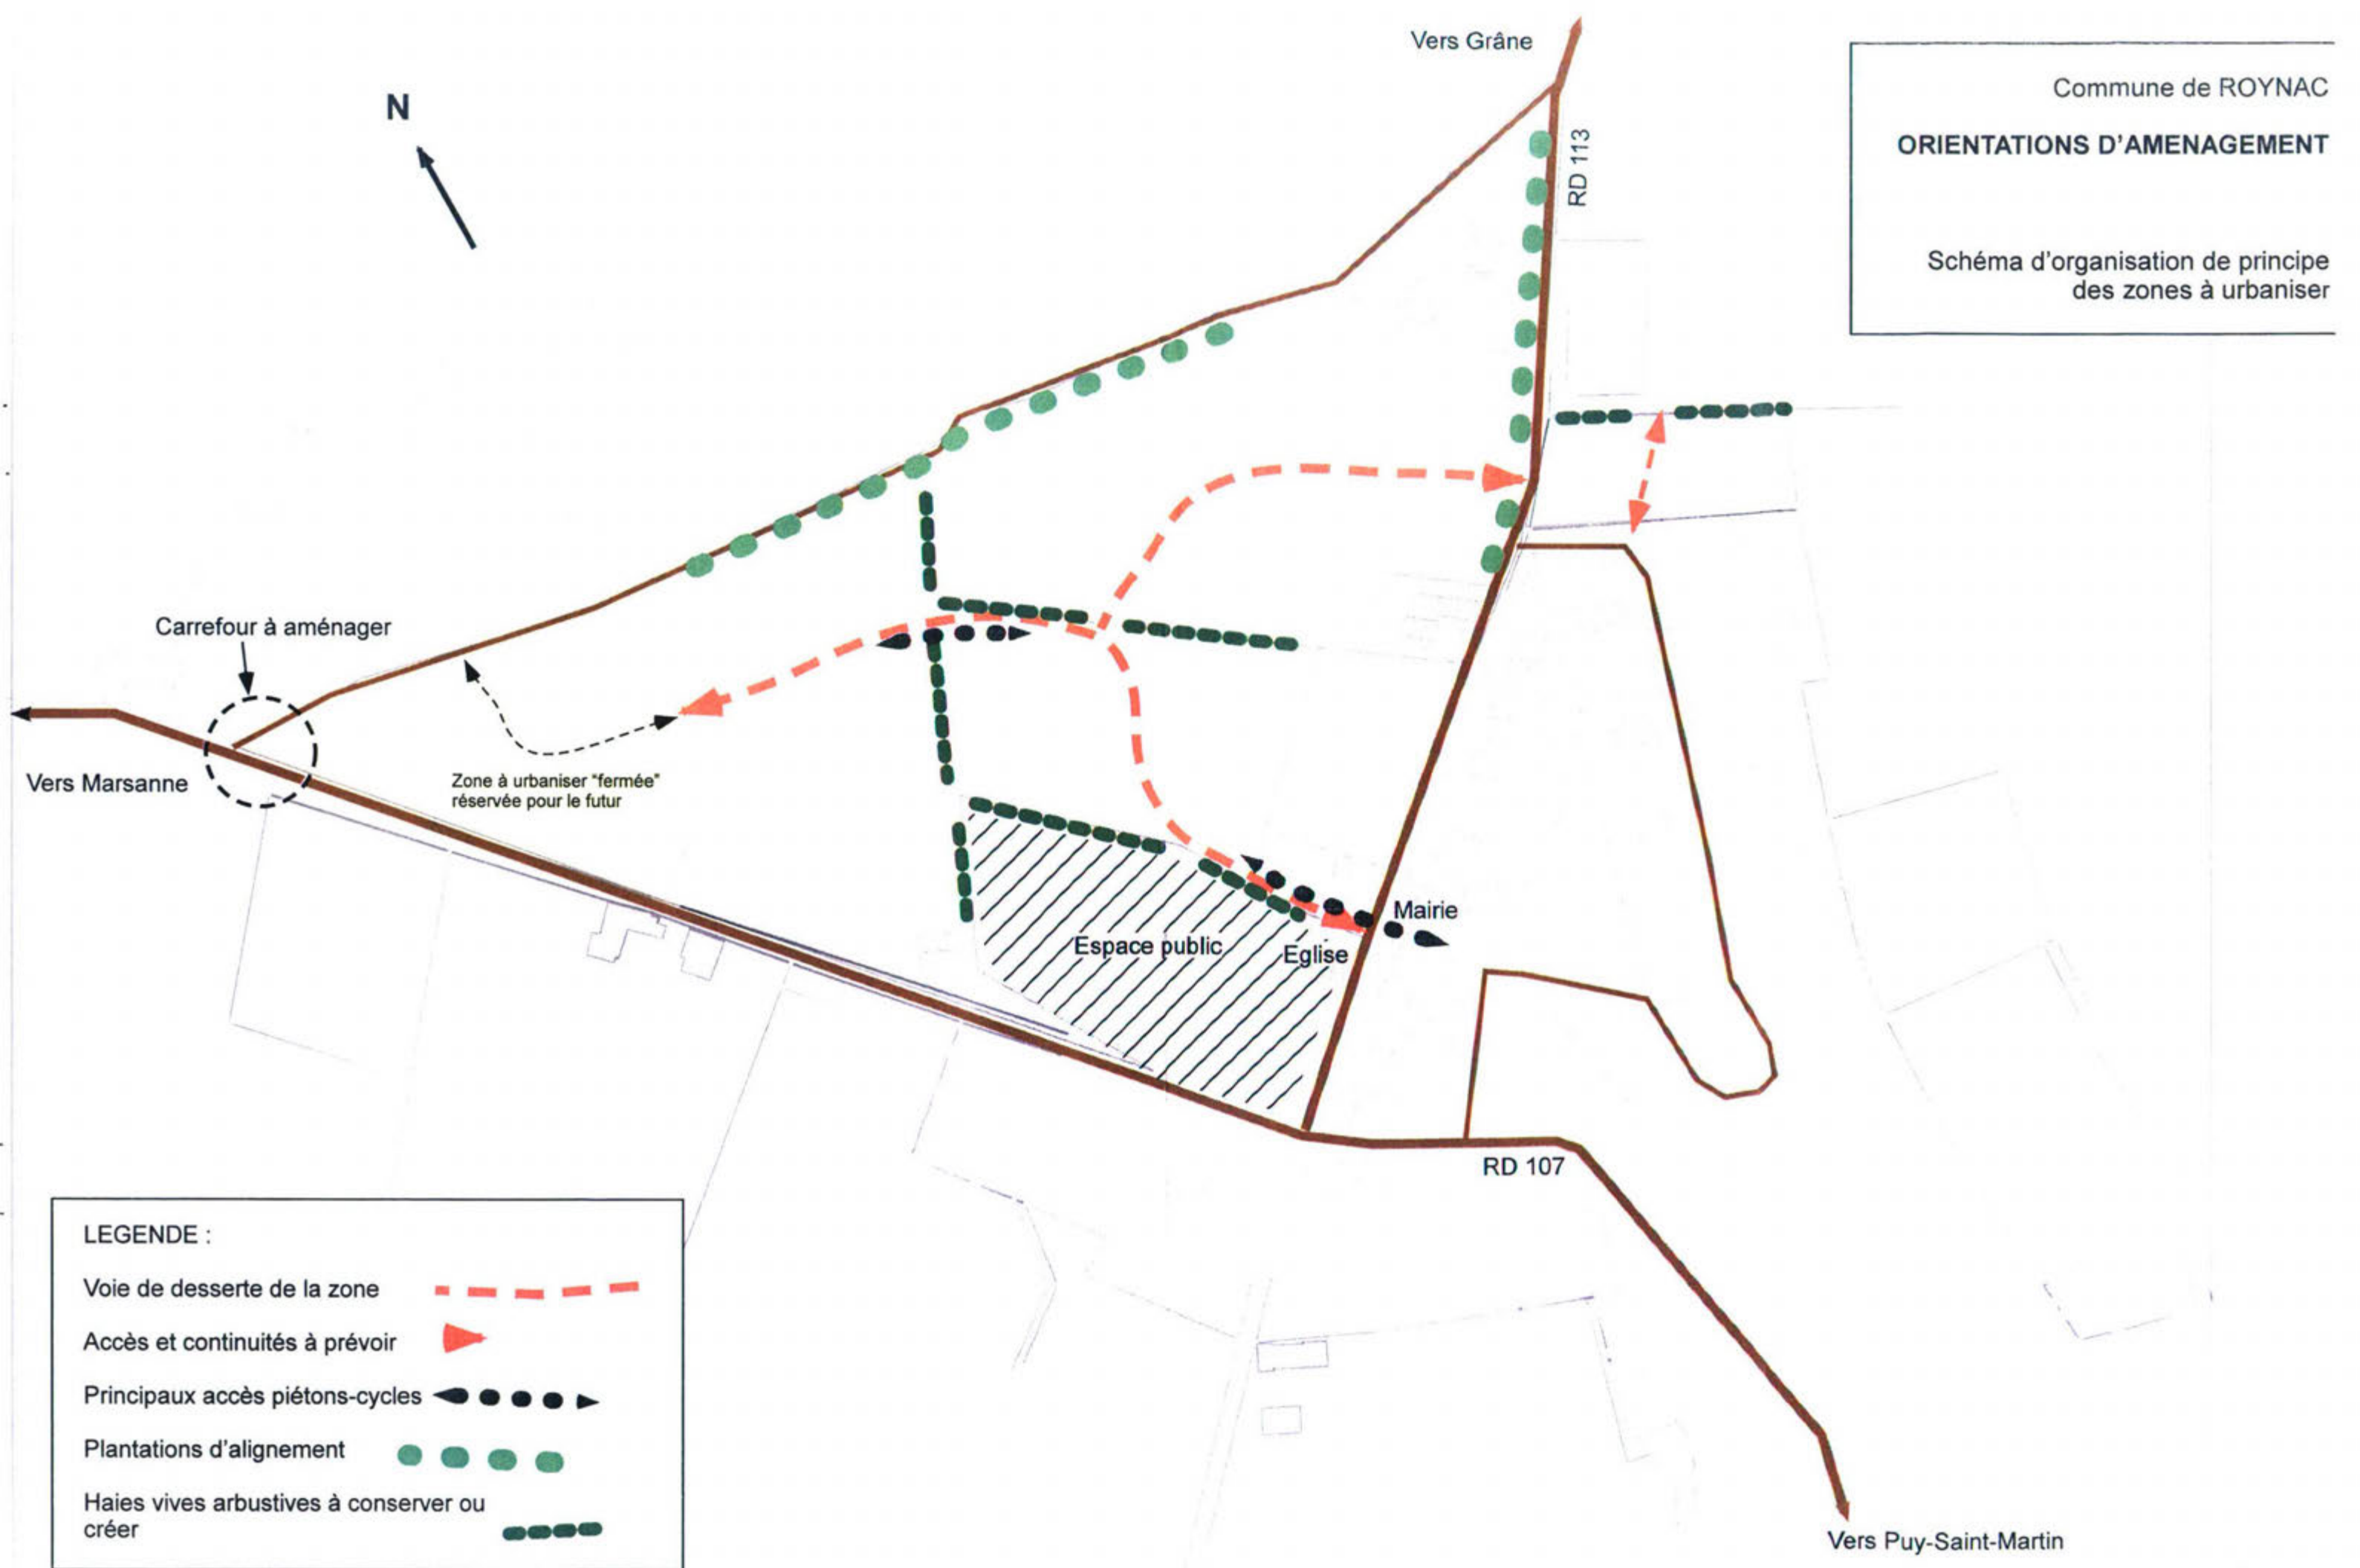 Vers Grâne
Commune de ROYNAC
ORIENTATIONS D'AMENAGEMENT
Schéma d'organisation de principe
des zones à urbaniser
N
RD 113
Carrefour à aménager
Vers Marsanne
Zone à urbaniser "fermée"
réservée pour le futur
Mairie
Espace public
Eglise
RD 107
LEGENDE :
Voie de desserte de la zone
Accès et continuités à prévoir
Principaux accès piétons-cycles
Plantations d'alignement
Haies vives arbustives à conserver ou
créer
Vers Puy-Saint-Martin